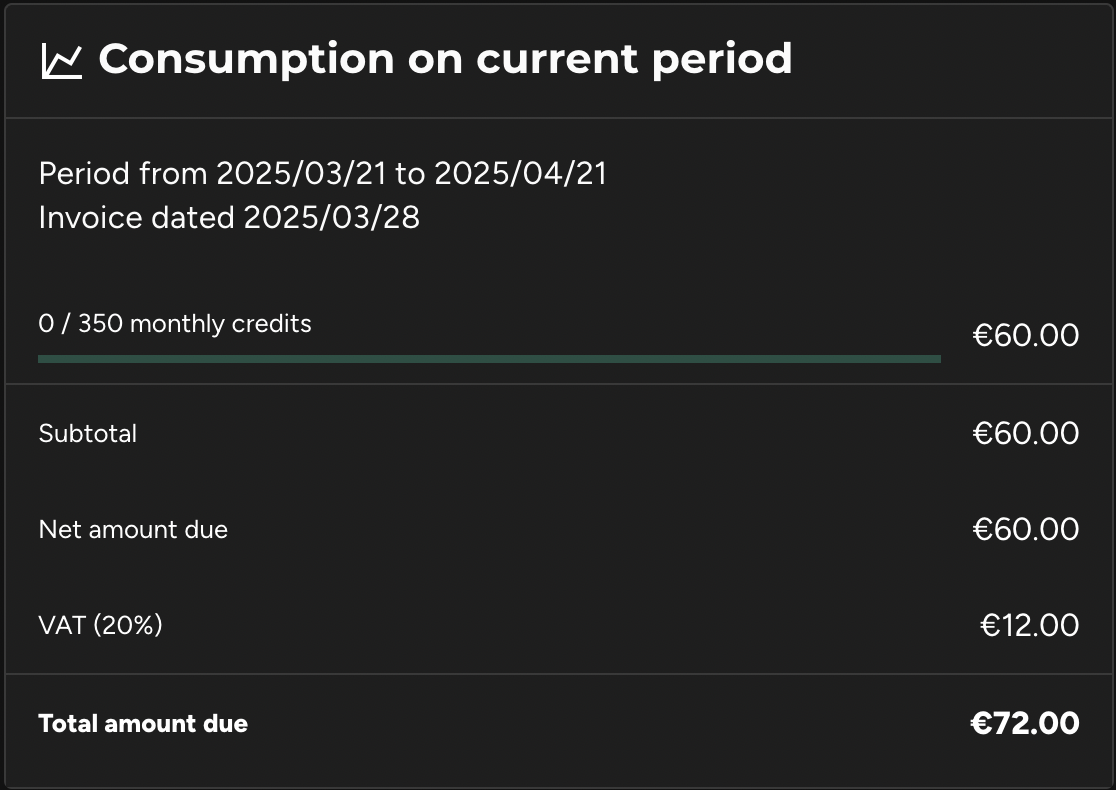 Consumption on current period
Period from 2025/03/21 to 2025/04/21
Invoice dated 2025/03/28
0 / 350 monthly credits €60.00
Subtotal €60.00
Net amount due €60.00
VAT (20%) €12.00
Total amount due €72.00